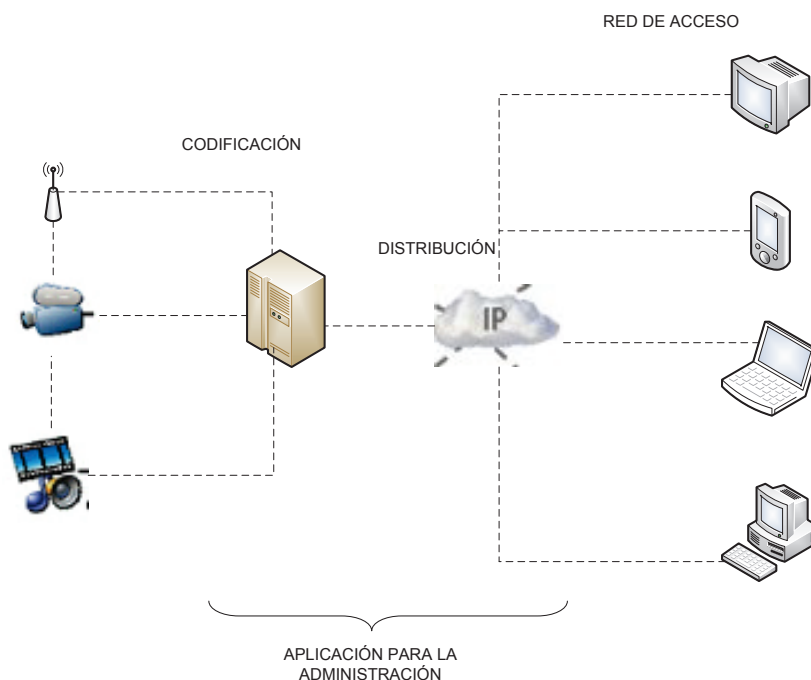 RED DE ACCESO
CODIFICACIÓN
DISTRIBUCIÓN
IP
APLICACIÓN PARA LA
ADMINISTRACIÓN